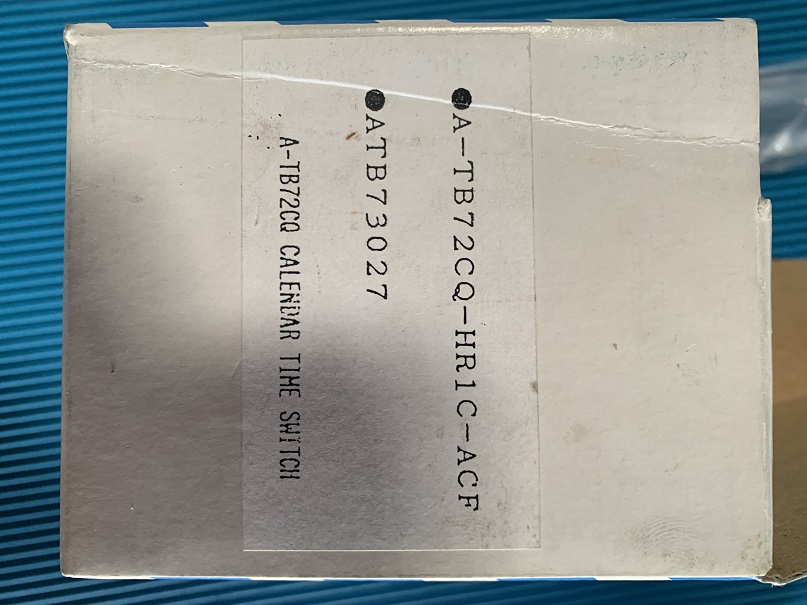 ●A-TB72CQ-HR1C-ACF
●ATB73027
A-TB72CQ CALENDAR TIME SWITCH